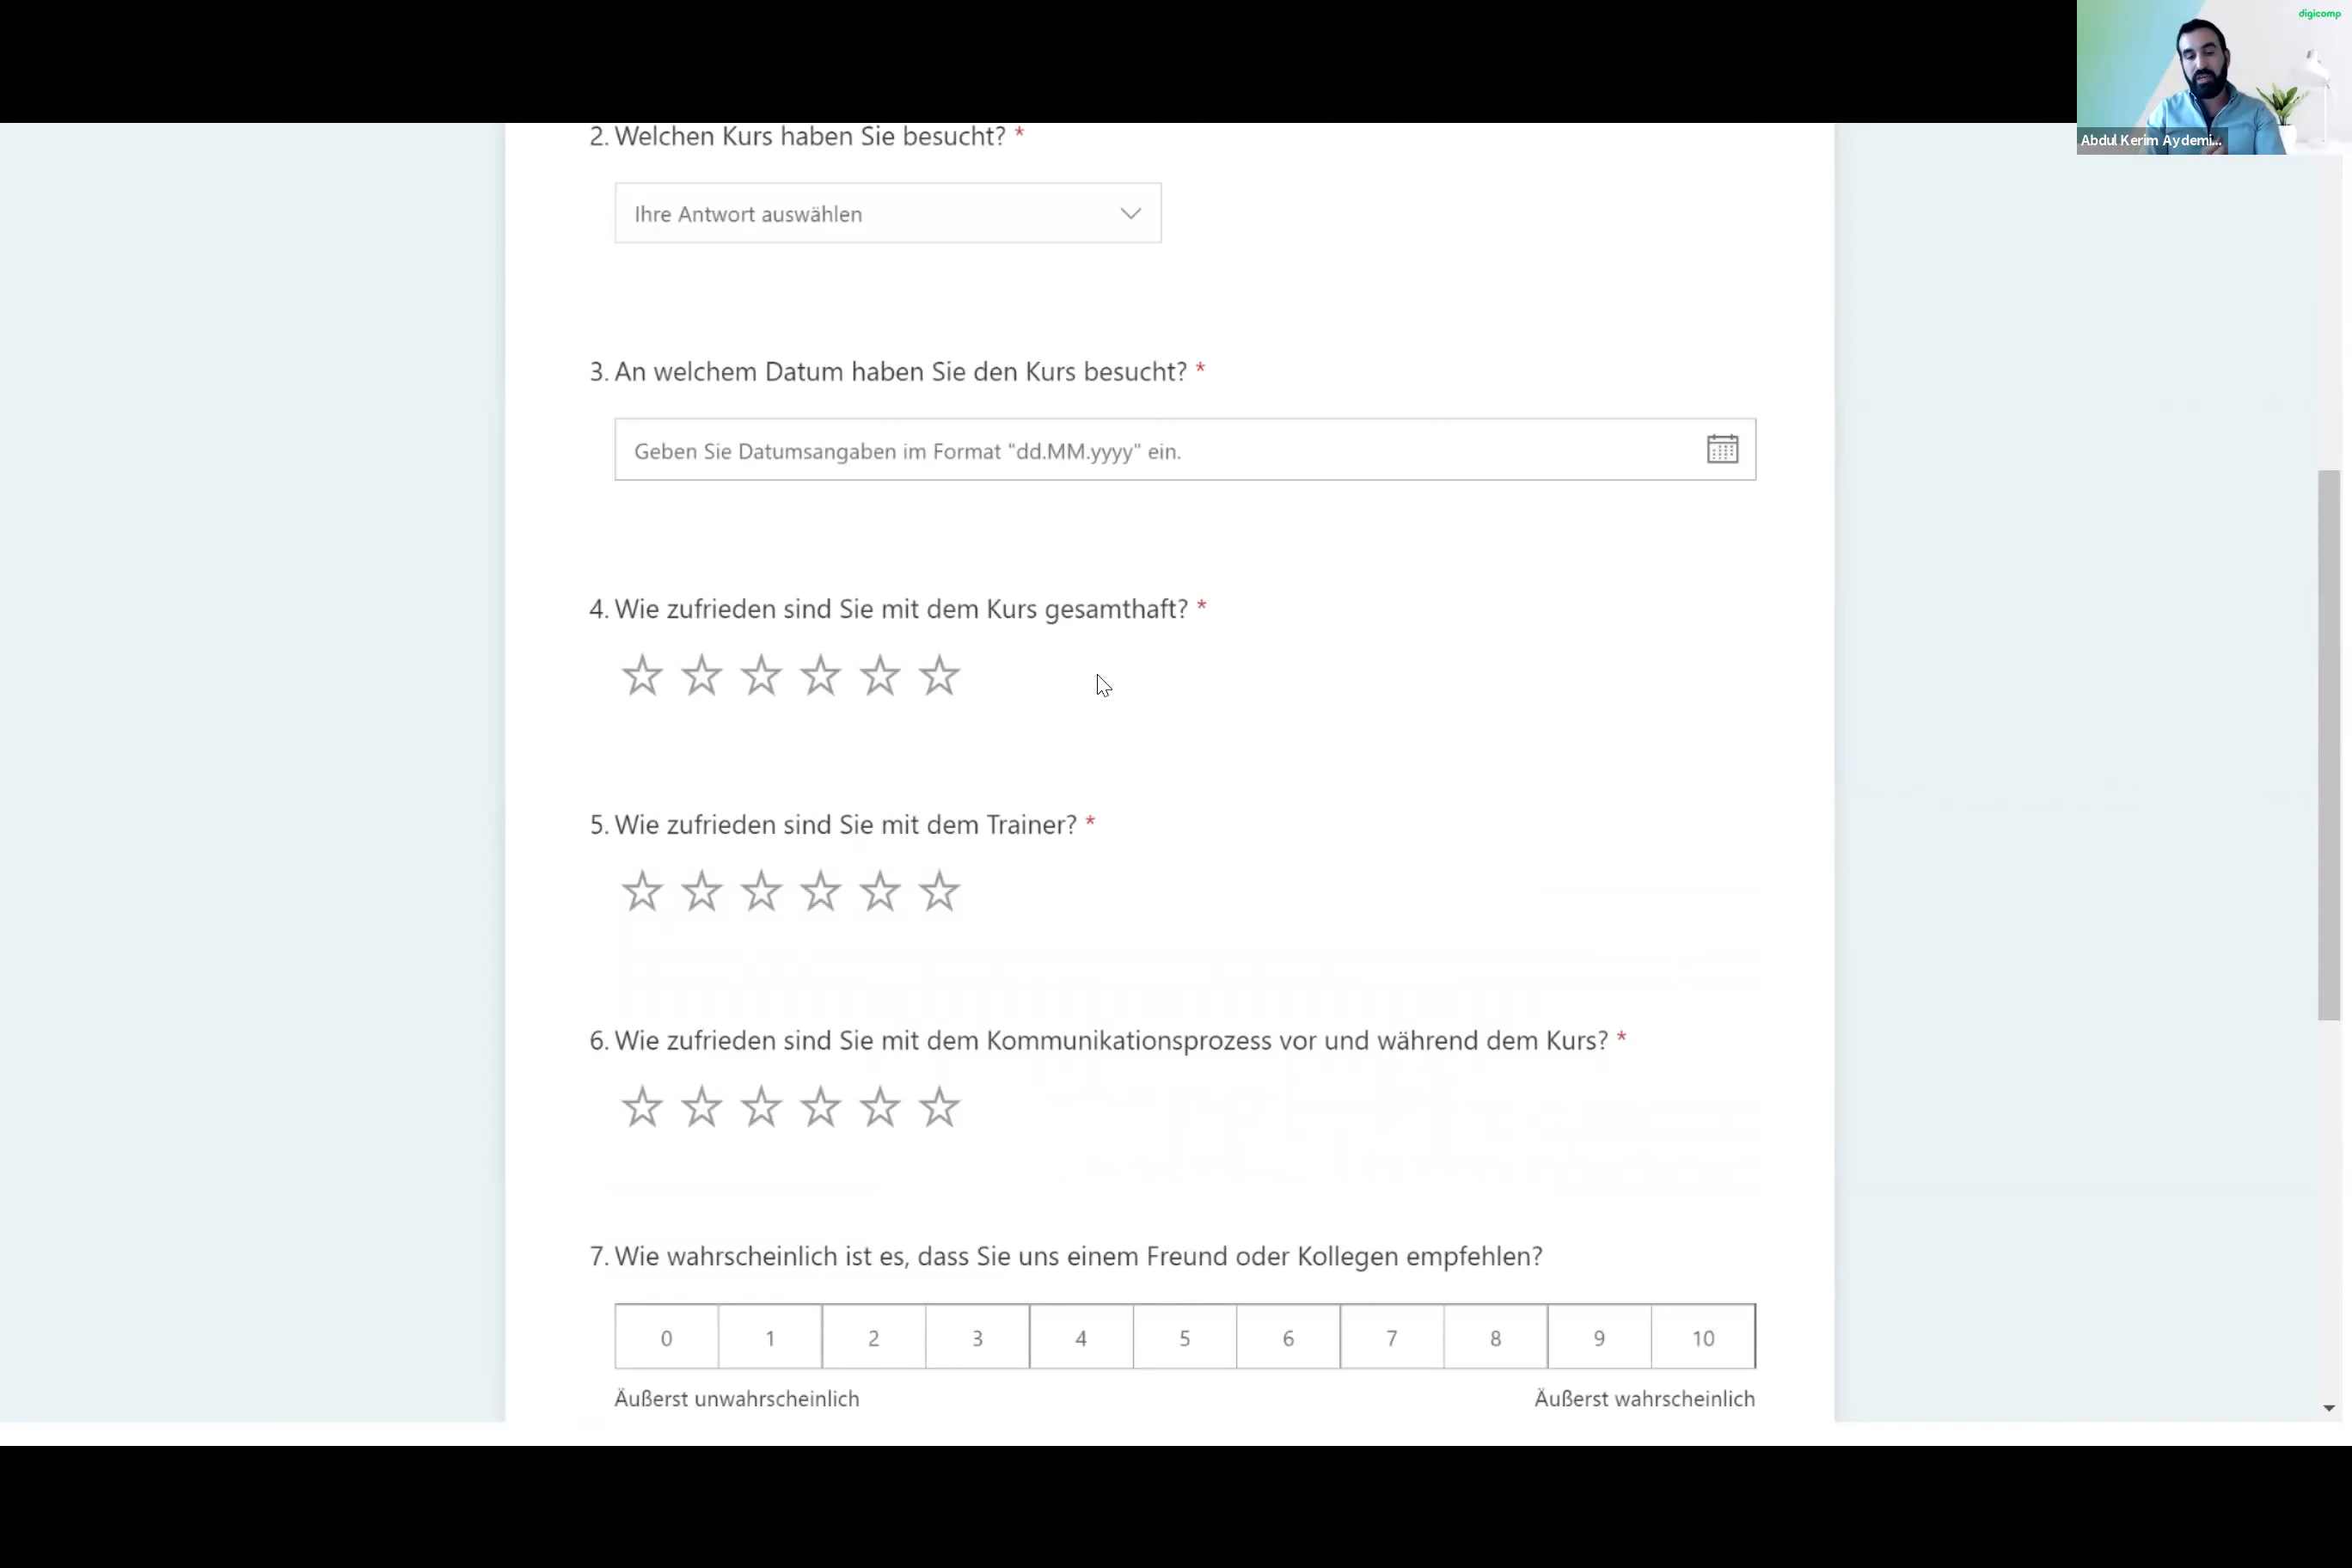 digicomp
Abdul Kerim Aydemi...
2. Welchen Kurs haben Sie besucht? *
Ihre Antwort auswählen
3. An welchem Datum haben Sie den Kurs besucht? *
Geben Sie Datumsangaben im Format "dd.MM.yyyy" ein.
4. Wie zufrieden sind Sie mit dem Kurs gesamthaft? *
5. Wie zufrieden sind Sie mit dem Trainer? *
6. Wie zufrieden sind Sie mit dem Kommunikationsprozess vor und während dem Kurs? *
7. Wie wahrscheinlich ist es, dass Sie uns einem Freund oder Kollegen empfehlen?
0 1 2 3 4 5 6 7 8 9 10
Äußerst unwahrscheinlich Äußerst wahrscheinlich